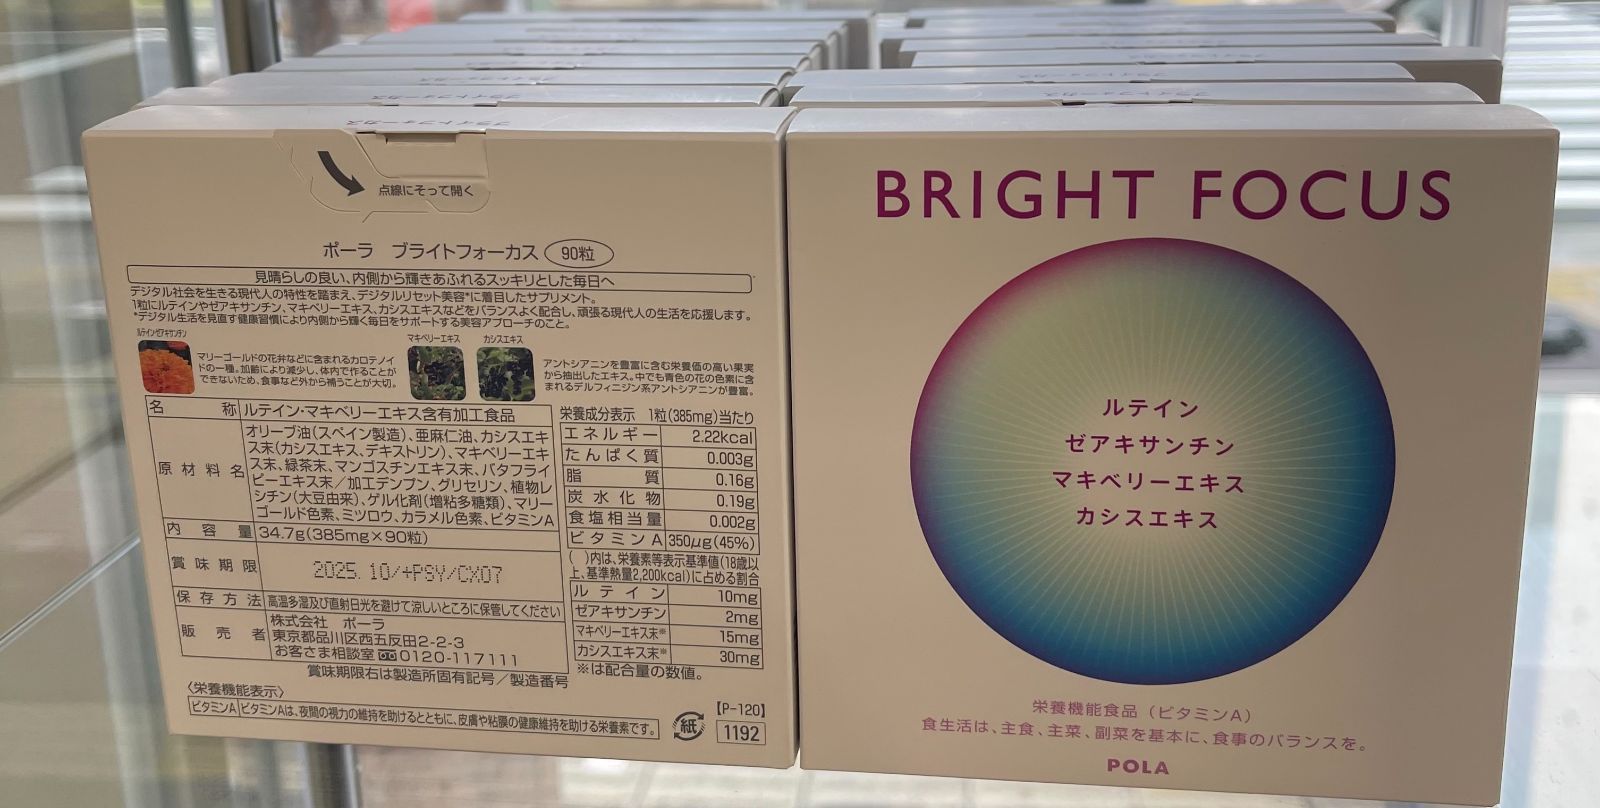 点線にそって開く
ポーラ ブライトフォーカス 90粒
見晴らしの良い、内側から輝きあふれるスッキリとした毎日へ
デジタル社会を生きる現代人の特性を踏まえ、デジタルリセット美容*に着目したサプリメント。
1粒にルテインやゼアキサンチン、マキベリーエキス、カシスエキスなどをバランスよく配合し、頑張る現代人の生活を応援します。
*デジタル生活を見直す健康習慣により内側から輝く毎日をサポートする美容アプローチのこと。
ルテイン・ゼアキサンチン
マリーゴールドの花弁などに含まれるカロテノイ
ドの一種。加齢により減少し、体内で作ることが
できないため、食事など外から補うことが大切。
マキベリーエキス カシスエキス
アントシアニンを豊富に含む栄養価の高い果実
から抽出したエキス。中でも青色の花の色素に含
まれるデルフィニジン系アントシアニンが豊富。
名称 ルテイン・マキベリーエキス含有加工食品
原材料名 オリーブ油(スペイン製造)、亜麻仁油、カシスエキ
ス末(カシスエキス、デキストリン)、マキベリーエキ
ス末、緑茶末、マンゴスチンエキス末、バタフライ
ピーエキス末/加工デンプン、グリセリン、植物レ
シチン(大豆由来)、ゲル化剤(増粘多糖類)、マリー
ゴールド色素、ミツロウ、カラメル色素、ビタミンA
内容量 34.7g(385mg×90粒)
賞味期限 2025. 10/+PSY/CX07
保存方法 高温多湿及び直射日光を避けて涼しいところに保管してください
販売者 株式会社 ポーラ
東京都品川区西五反田2-2-3
お客さま相談室 0120-117111
賞味期限右は製造所固有記号/製造番号
栄養成分表示 1粒(385mg)当たり
エネルギー 2.22kcal
たんぱく質 0.003g
脂質 0.16g
炭水化物 0.19g
食塩相当量 0.002g
ビタミンA 350μg(45%)
( )内は、栄養素等表示基準値(18歳以
上、基準熱量2,200kcal)に占める割合
ルテイン 10mg
ゼアキサンチン 2mg
マキベリーエキス末※ 15mg
カシスエキス末※ 30mg
※は配合量の数値。
〈栄養機能表示〉
ビタミンA ビタミンAは、夜間の視力の維持を助けるとともに、皮膚や粘膜の健康維持を助ける栄養素です。
紙
【P-120】
1192
BRIGHT FOCUS
ルテイン
ゼアキサンチン
マキベリーエキス
カシスエキス
栄養機能食品(ビタミンA)
食生活は、主食、主菜、副菜を基本に、食事のバランスを。
POLA
ブライトフォーカス